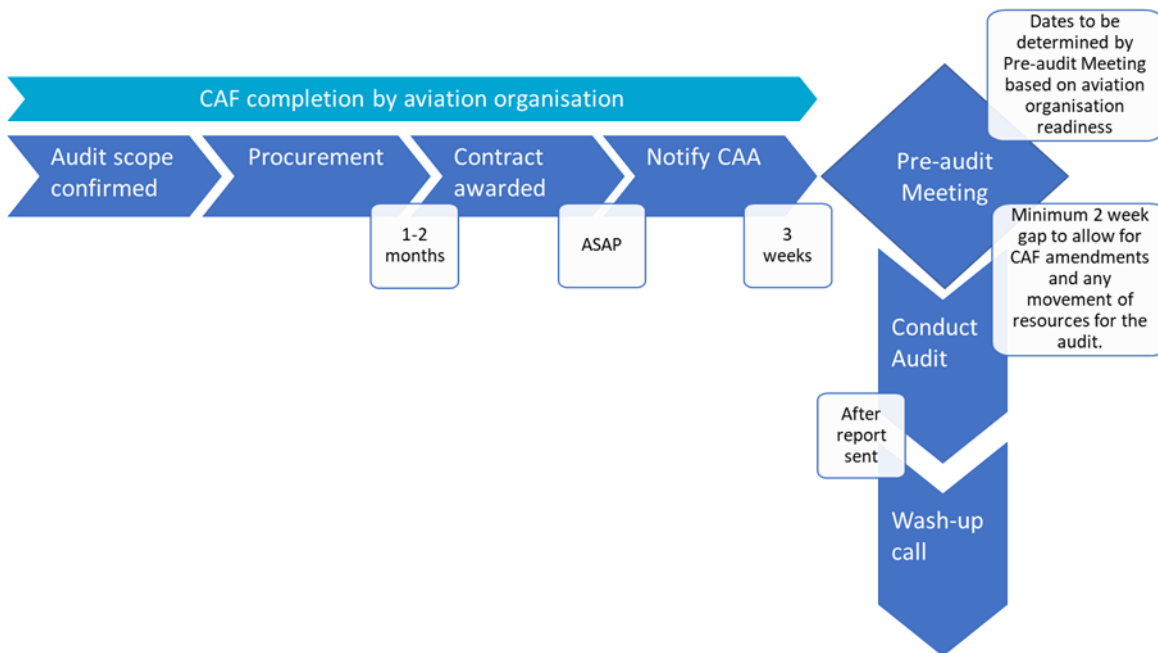 Dates to be
determined by
Pre-audit Meeting
based on aviation
organisation
readiness
CAF completion by aviation organisation
Audit scope
confirmed
Procurement
Contract
awarded
Notify CAA
Pre-audit
Meeting
1-2
months
ASAP
3
weeks
Minimum 2 week
gap to allow for
CAF amendments
and any
movement of
resources for the
audit.
Conduct
Audit
After
report
sent
Wash-up
call